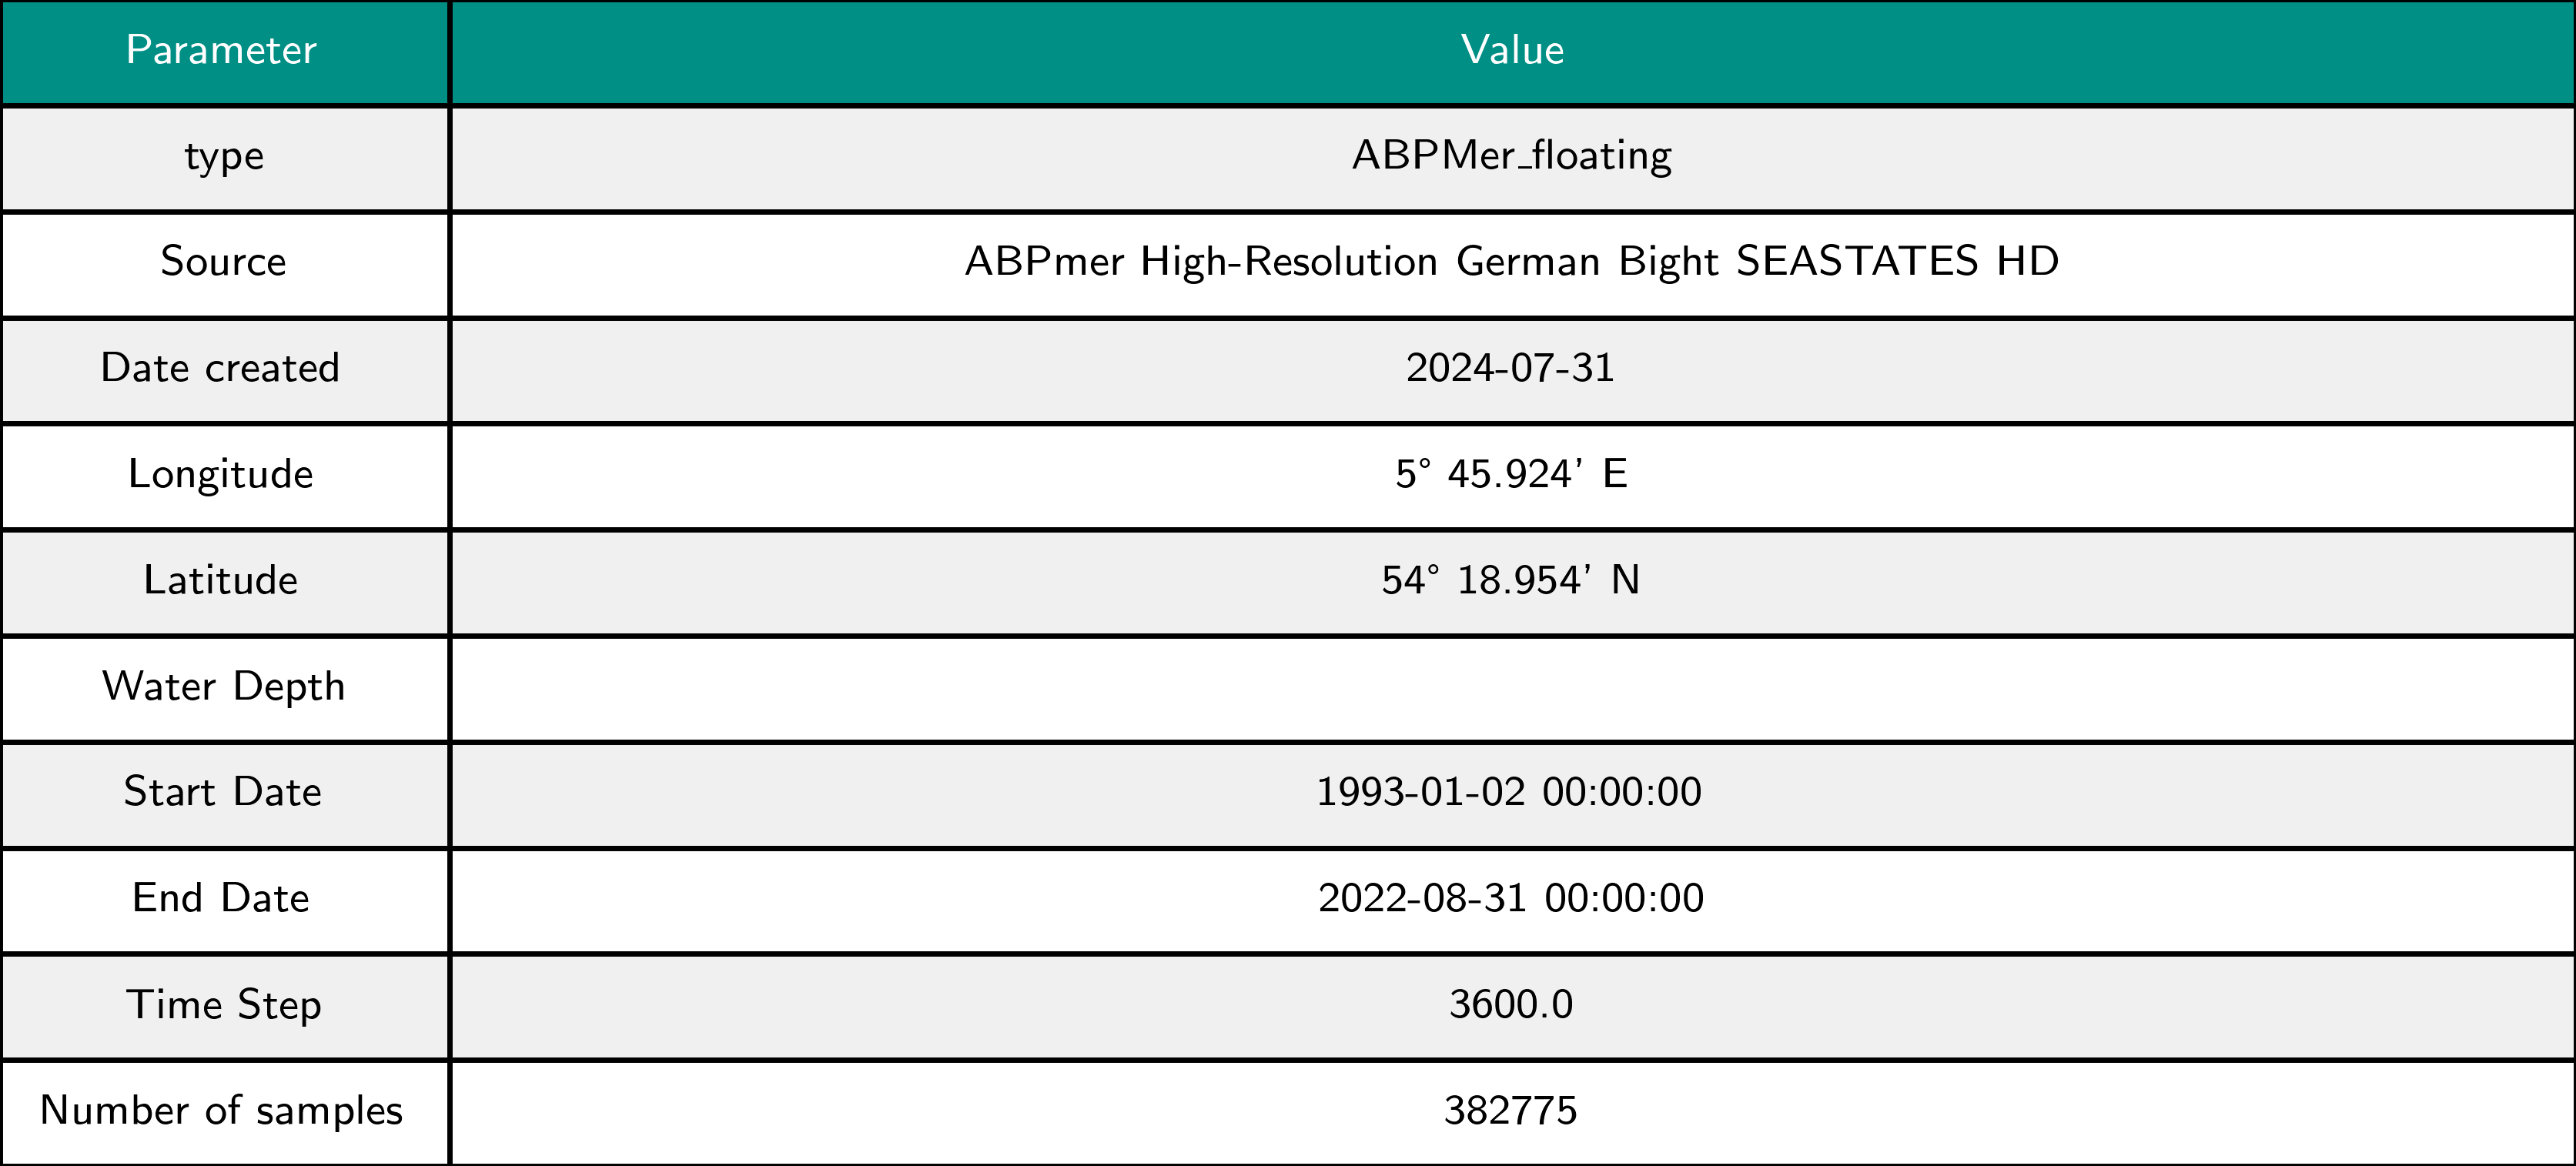 Parameter Value
type ABPMer_floating
Source ABPmer High-Resolution German Bight SEASTATES HD
Date created 2024-07-31
Longitude 5° 45.924' E
Latitude 54° 18.954' N
Water Depth
Start Date 1993-01-02 00:00:00
End Date 2022-08-31 00:00:00
Time Step 3600.0
Number of samples 382775